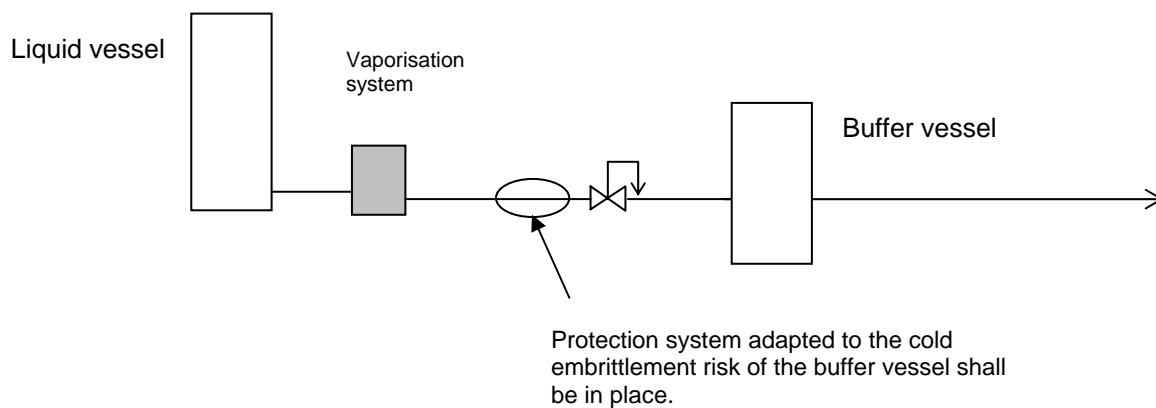 Liquid vessel
Vaporisation
system
Buffer vessel
Protection system adapted to the cold
embrittlement risk of the buffer vessel shall
be in place.